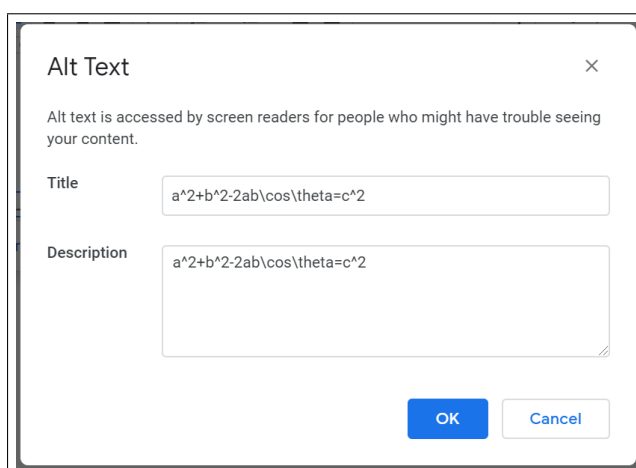 Alt Text
Alt text is accessed by screen readers for people who might have trouble seeing
your content.
Title
a^2+b^2-2ab\cos\theta=c^2
Description
a^2+b^2-2ab\cos\theta=c^2
OK
Cancel